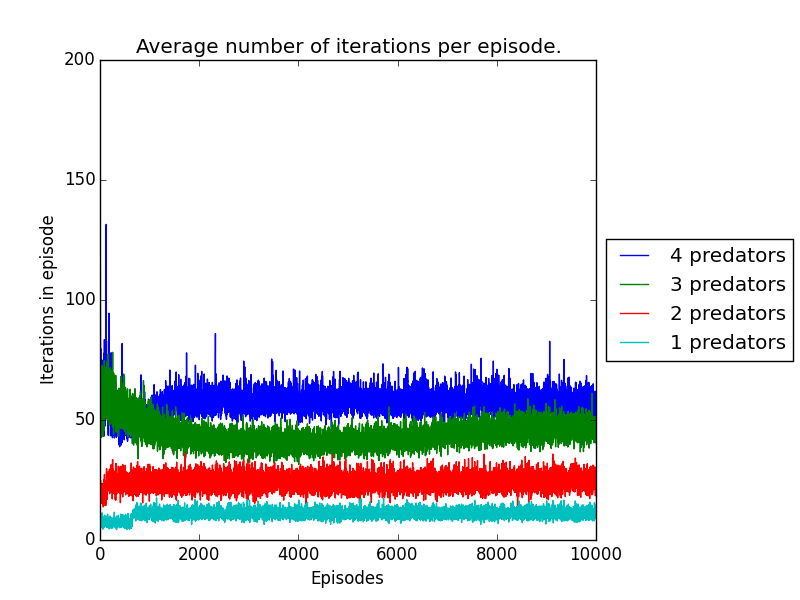 Average number of iterations per episode.
200
150
100
50
0
Iterations in episode
0 2000 4000 6000 8000 10000
Episodes
4 predators
3 predators
2 predators
1 predators